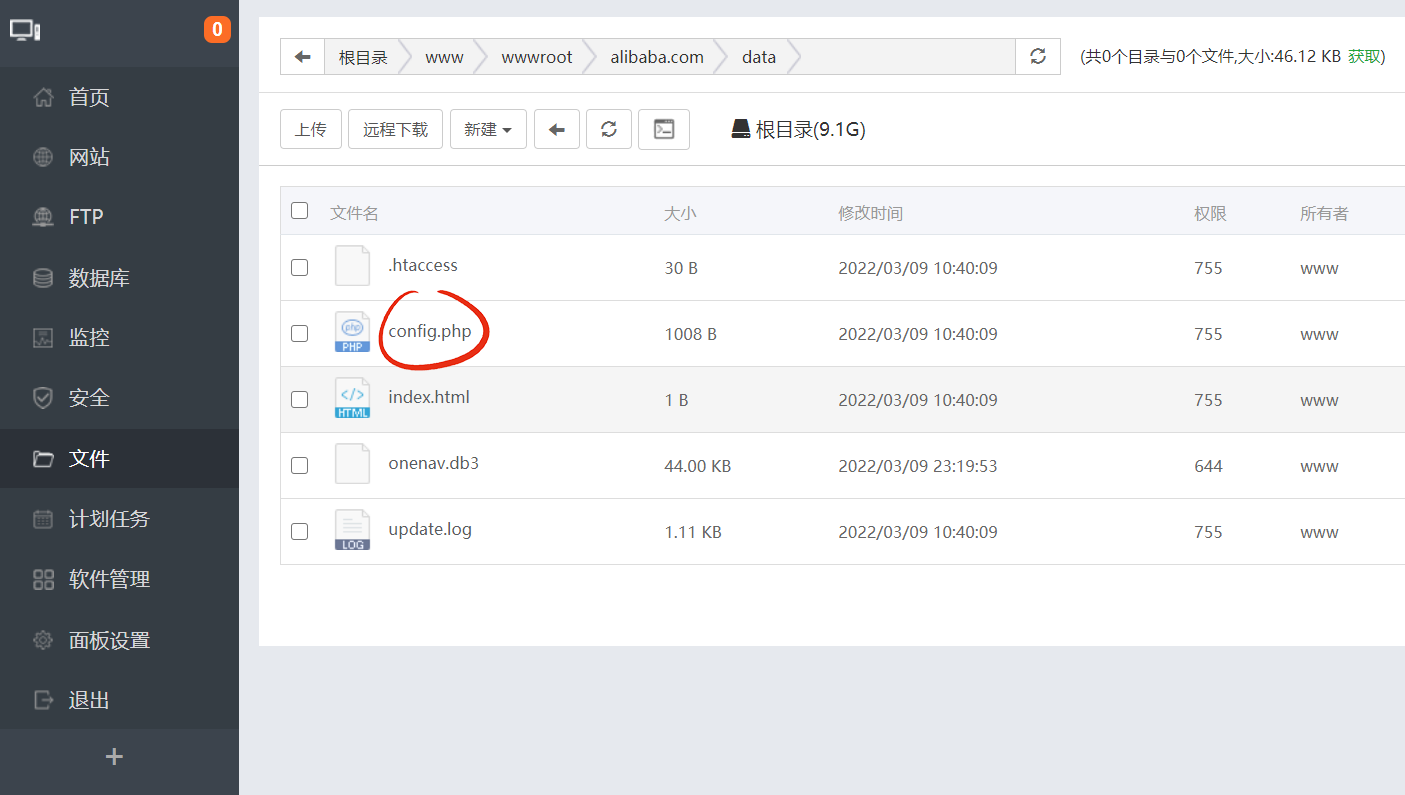 0
首页
网站
FTP
数据库
监控
安全
文件
计划任务
软件管理
面板设置
退出
+
根目录 www wwwroot alibaba.com data (共0个目录与0个文件,大小:46.12 KB 获取)
上传 远程下载 新建 根目录(9.1G)
文件名 大小 修改时间 权限 所有者
.htaccess 30 B 2022/03/09 10:40:09 755 www
php PHP config.php 1008 B 2022/03/09 10:40:09 755 www
</> HTML index.html 1 B 2022/03/09 10:40:09 755 www
onenav.db3 44.00 KB 2022/03/09 23:19:53 644 www
LOG update.log 1.11 KB 2022/03/09 10:40:09 755 www